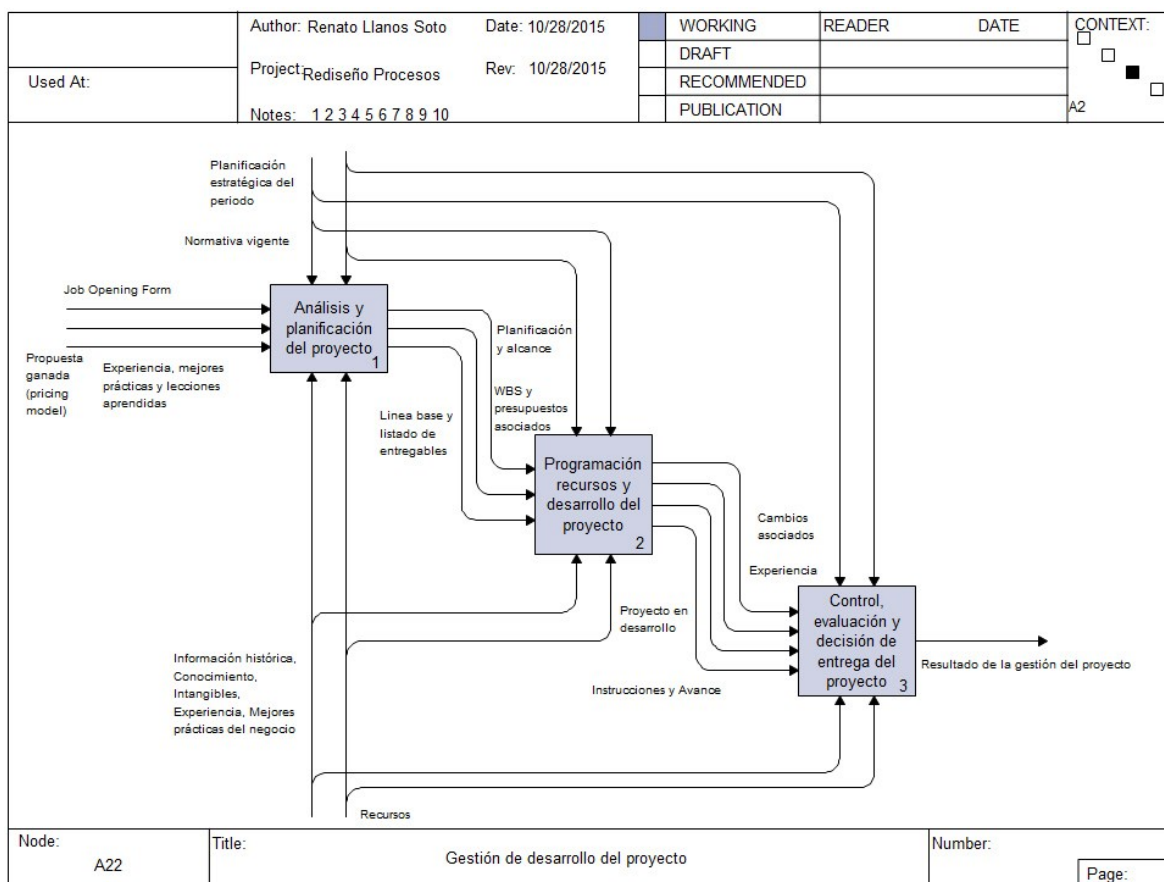 Used At:
Author: Renato Llanos Soto
Date: 10/28/2015
Project: Rediseño Procesos
Rev: 10/28/2015
Notes: 1 2 3 4 5 6 7 8 9 10
WORKING
DRAFT
RECOMMENDED
PUBLICATION
READER
DATE
CONTEXT:
A2
Planificación
estratégica del
periodo
Normativa vigente
Job Opening Form
Propuesta
ganada
(pricing
model)
Experiencia, mejores
prácticas y lecciones
aprendidas
Análisis y
planificación
del proyecto
1
Planificación
y alcance
WBS y
presupuestos
asociados
Linea base y
listado de
entregables
Programación
recursos y
desarrollo del
proyecto
2
Cambios
asociados
Experiencia
Proyecto en
desarrollo
Instrucciones y Avance
Control,
evaluación y
decisión de
entrega del
proyecto
3
Resultado de la gestión del proyecto
Información histórica,
Conocimiento,
Intangibles,
Experiencia, Mejores
prácticas del negocio
Recursos
Node:
A22
Title:
Gestión de desarrollo del proyecto
Number:
Page: